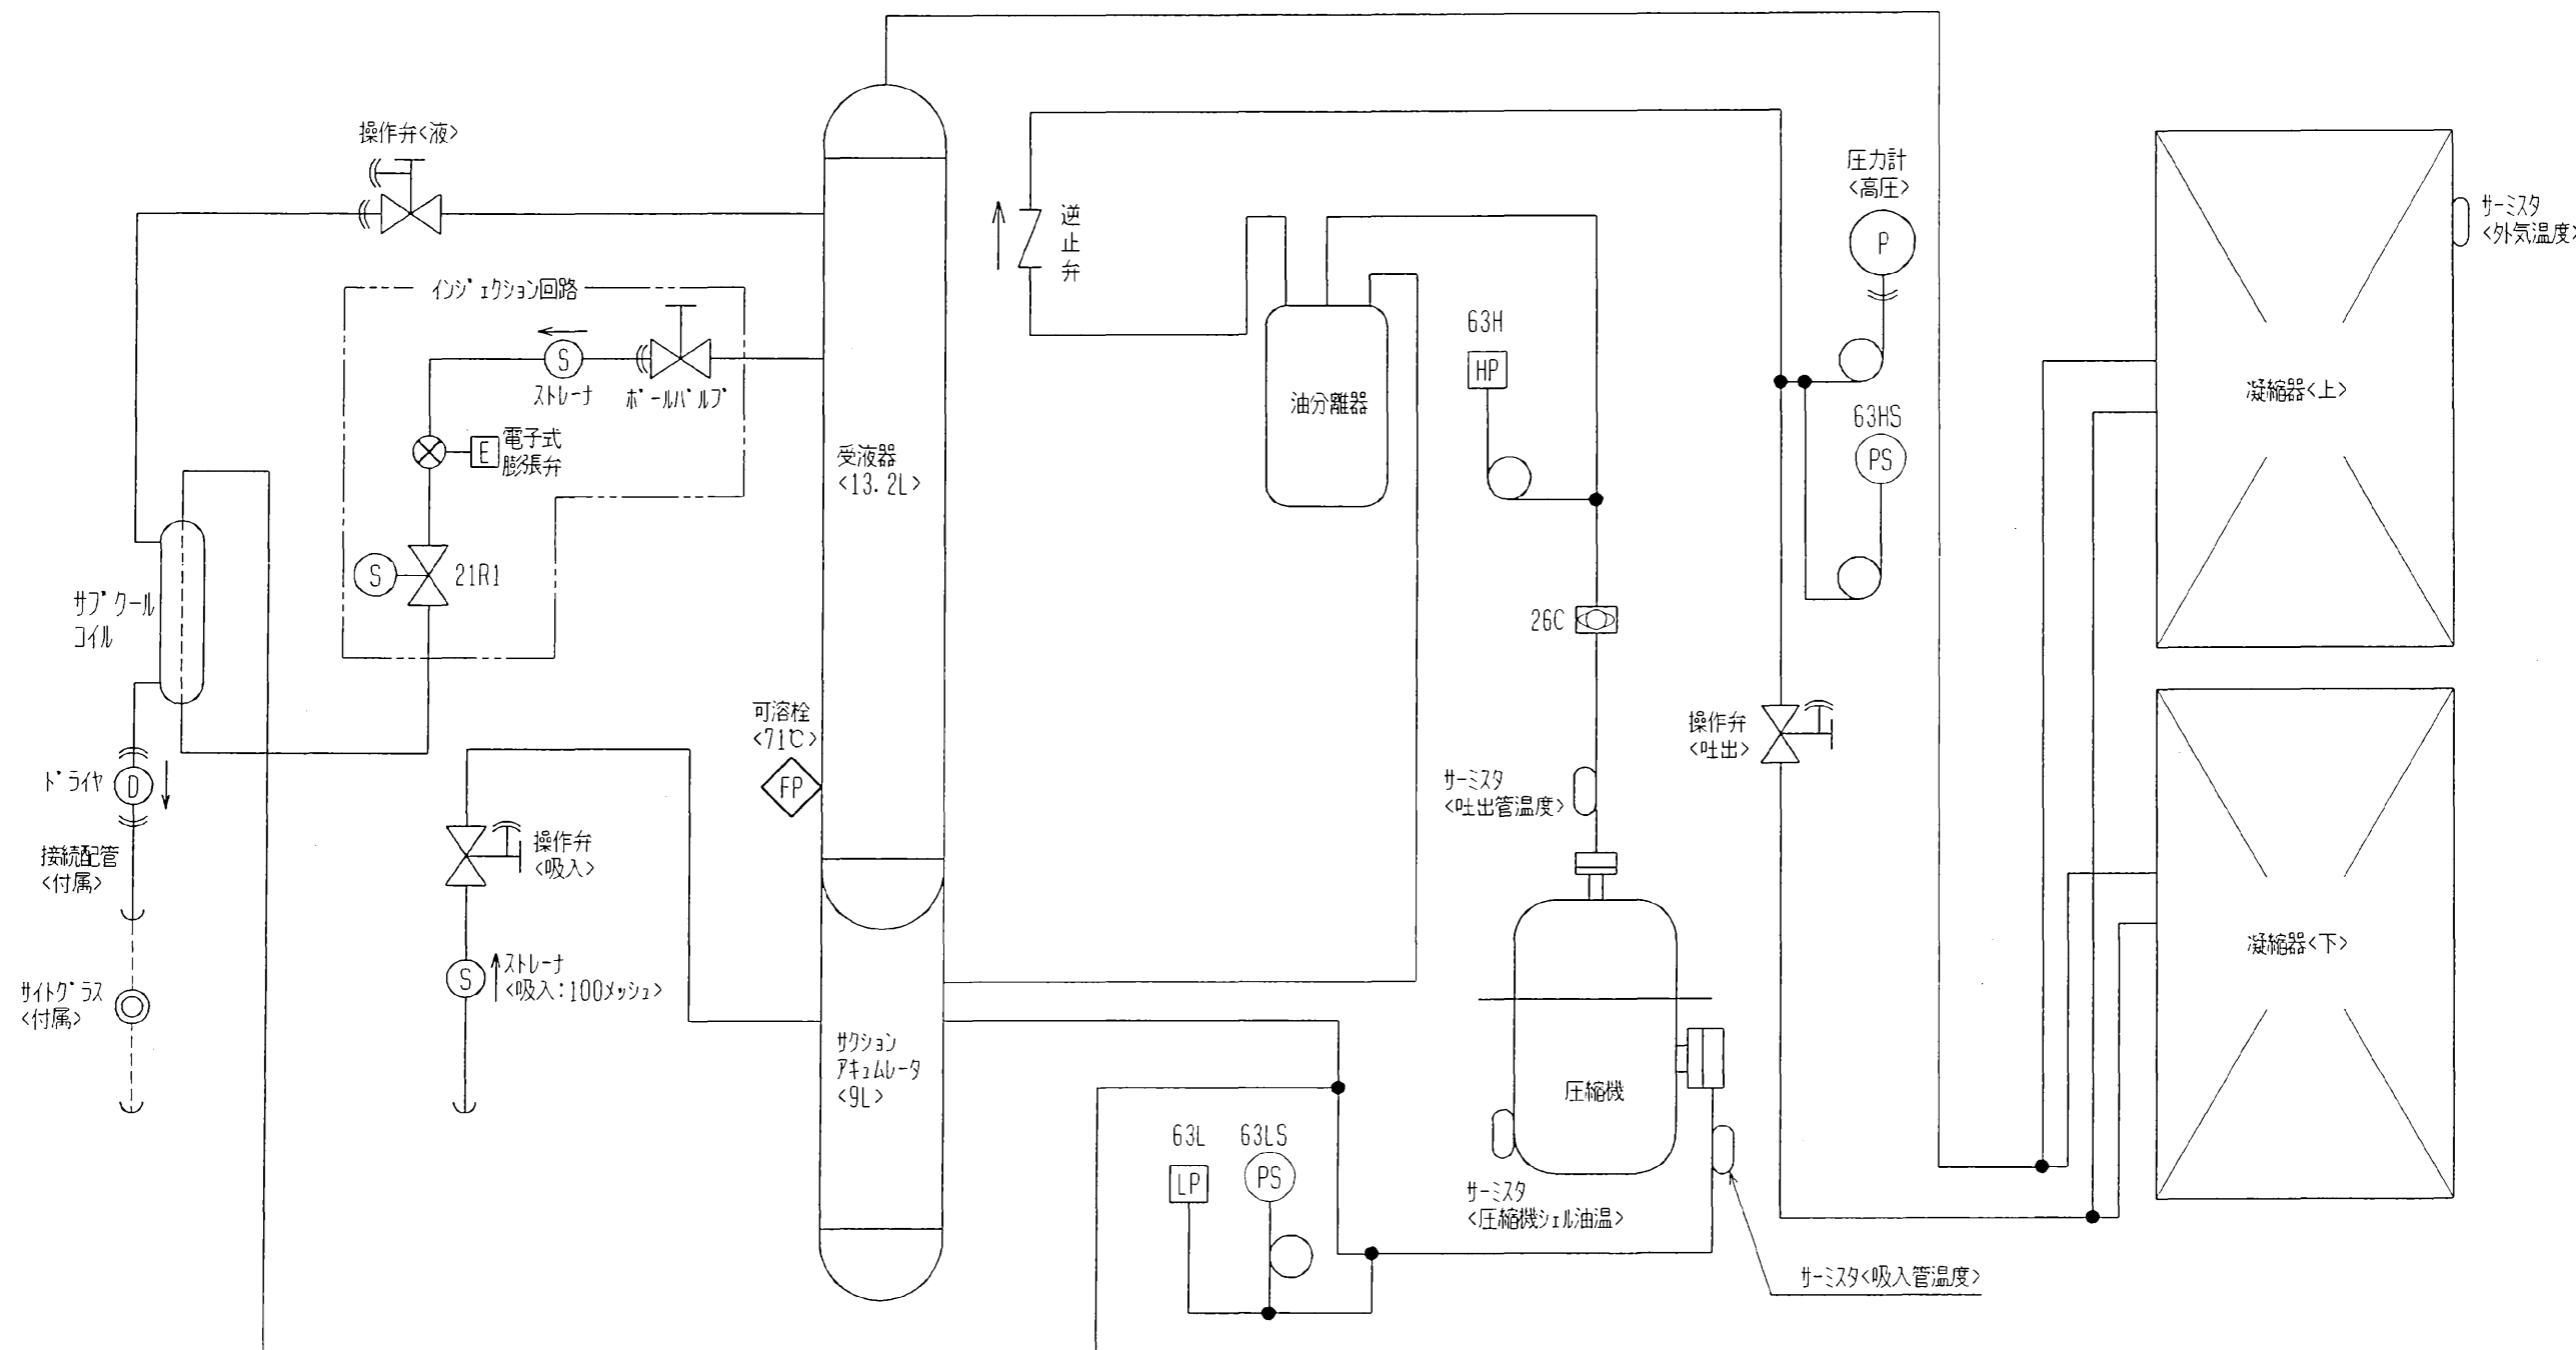 操作弁<液>
インジェクション回路
S
ストレーナ
ボールバルブ
E
電子式
膨張弁
S
21R1
サブクール
コイル
ドライヤ
D
接続配管
<付属>
サイトグラス
<付属>
操作弁
<吸入>
S
ストレーナ
<吸入:100メッシュ>
受液器
<13.2L>
可溶栓
<71℃>
FP
サクション
アキュムレータ
<9L>
逆
止
弁
油分離器
63H
HP
26C
サーミスタ
<吐出管温度>
圧縮機
サーミスタ
<圧縮機シェル油温>
63L
LP
63LS
PS
サーミスタ<吸入管温度>
圧力計
<高圧>
P
63HS
PS
操作弁
<吐出>
凝縮器<上>
サーミスタ
<外気温度>
凝縮器<下>